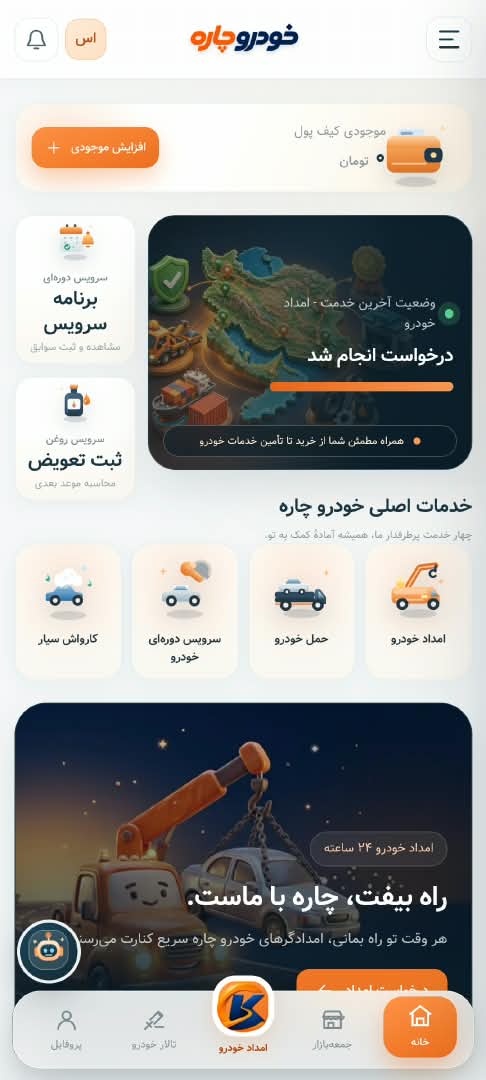 اس
خودروچاره
موجودی کیف پول
۰ تومان
افزایش موجودی +
وضعیت آخرین خدمت - امداد
خودرو
درخواست انجام شد
همراه مطمئن شما از خرید تا تأمین خدمات خودرو
سرویس دوره‌ای
برنامه
سرویس
مشاهده و ثبت سوابق
سرویس روغن
ثبت تعویض
محاسبه موعد بعدی
خدمات اصلی خودرو چاره
چهار خدمت پرطرفدار ما، همیشه آمادهٔ کمک به تو.
امداد خودرو
حمل خودرو
سرویس دوره‌ای
خودرو
کارواش سیار
امداد خودرو ۲۴ ساعته
راه بیفت، چاره با ماست.
هر وقت تو راه بمانی، امدادگرهای خودرو چاره سریع کنارت می‌رسند
درخواست امداد
خانه
جمعه‌بازار
امداد خودرو
تالار خودرو
پروفایل